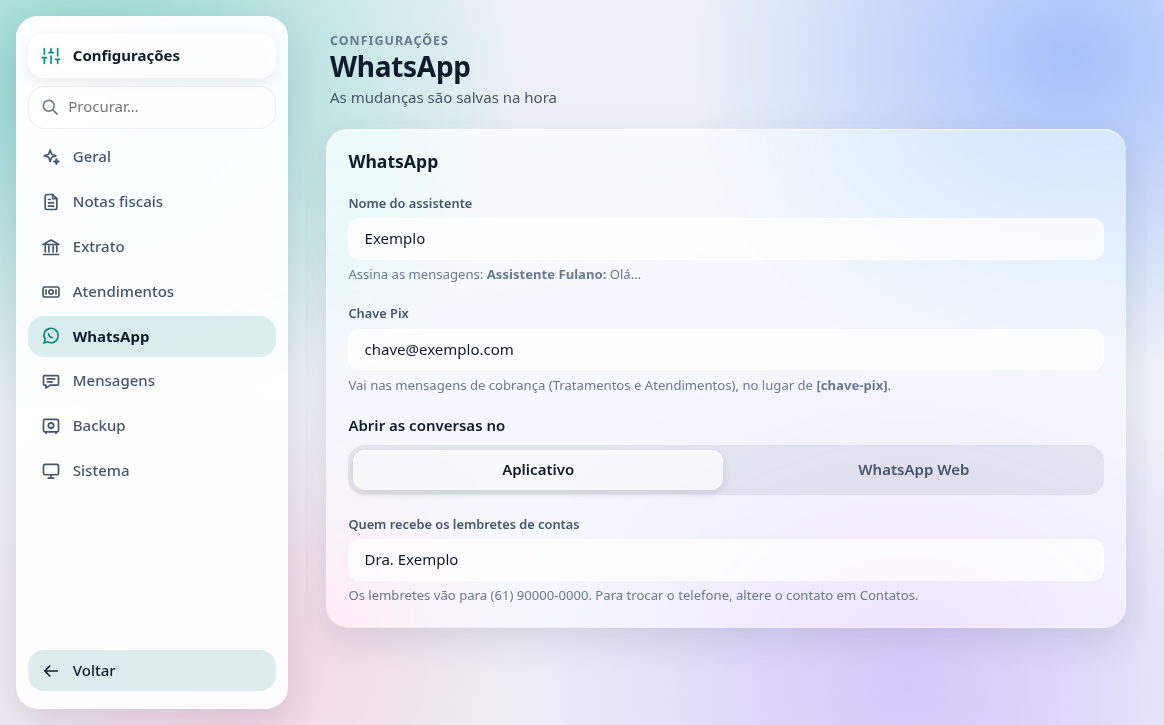 Configurações
Procurar...
Geral
Notas fiscais
Extrato
Atendimentos
WhatsApp
Mensagens
Backup
Sistema
Voltar
CONFIGURAÇÕES
WhatsApp
As mudanças são salvas na hora
WhatsApp
Nome do assistente
Exemplo
Assina as mensagens: Assistente Fulano: Olá...
Chave Pix
chave@exemplo.com
Vai nas mensagens de cobrança (Tratamentos e Atendimentos), no lugar de [chave-pix].
Abrir as conversas no
Aplicativo
WhatsApp Web
Quem recebe os lembretes de contas
Dra. Exemplo
Os lembretes vão para (61) 90000-0000. Para trocar o telefone, altere o contato em Contatos.